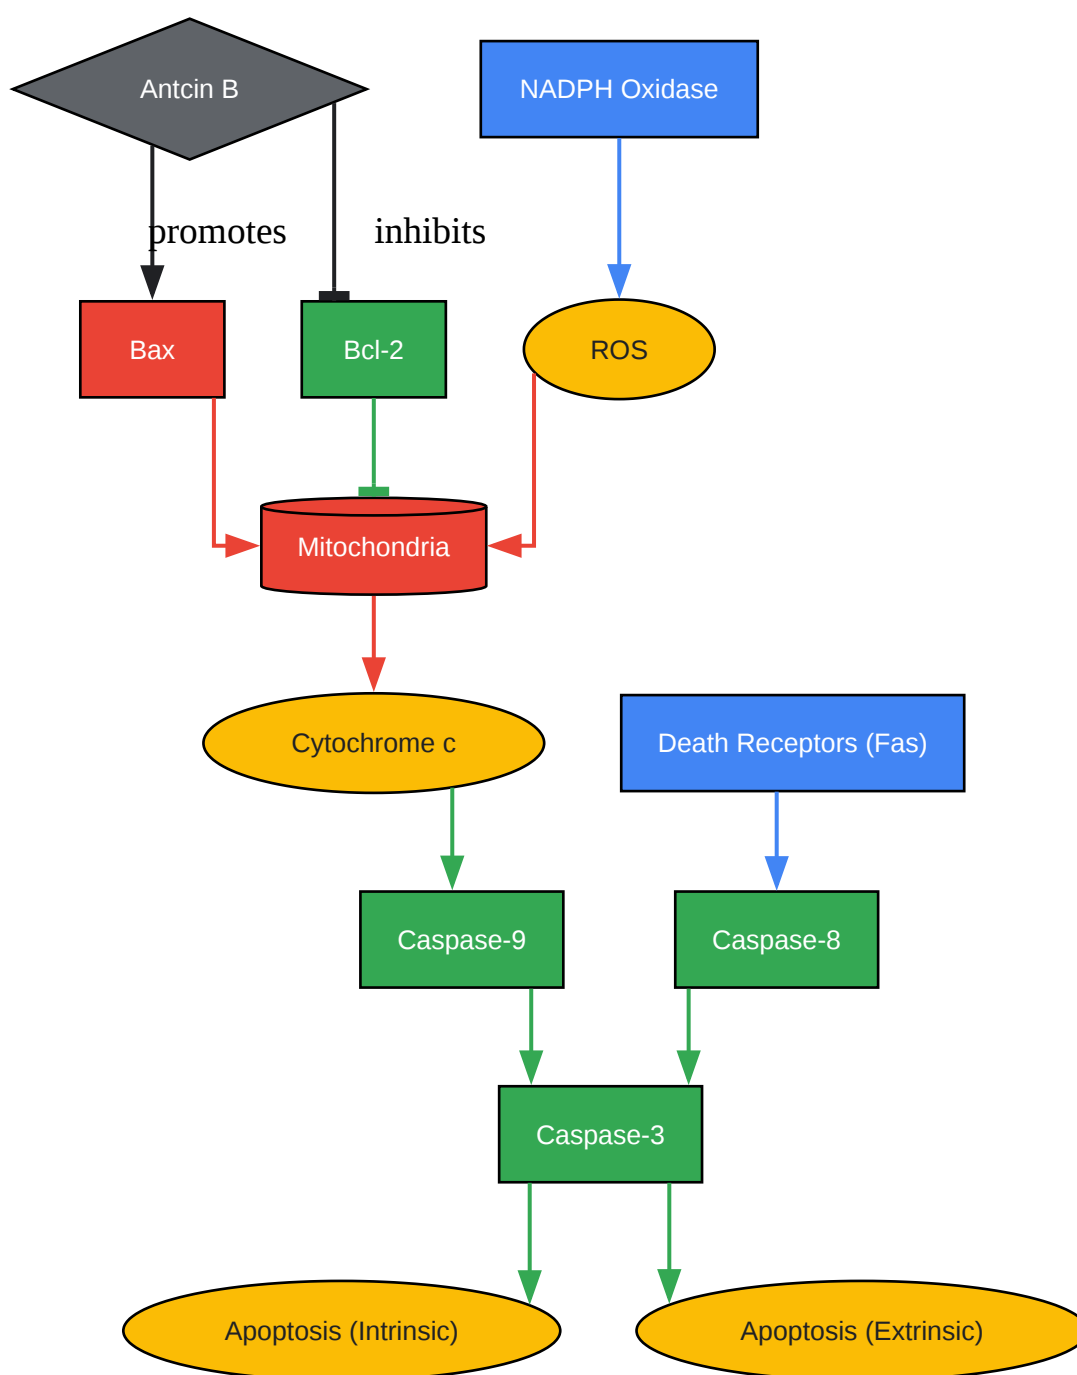 Antcin B
NADPH Oxidase
promotes
inhibits
Bax
Bcl-2
ROS
Mitochondria
Cytochrome c
Death Receptors (Fas)
Caspase-9
Caspase-8
Caspase-3
Apoptosis (Intrinsic)
Apoptosis (Extrinsic)